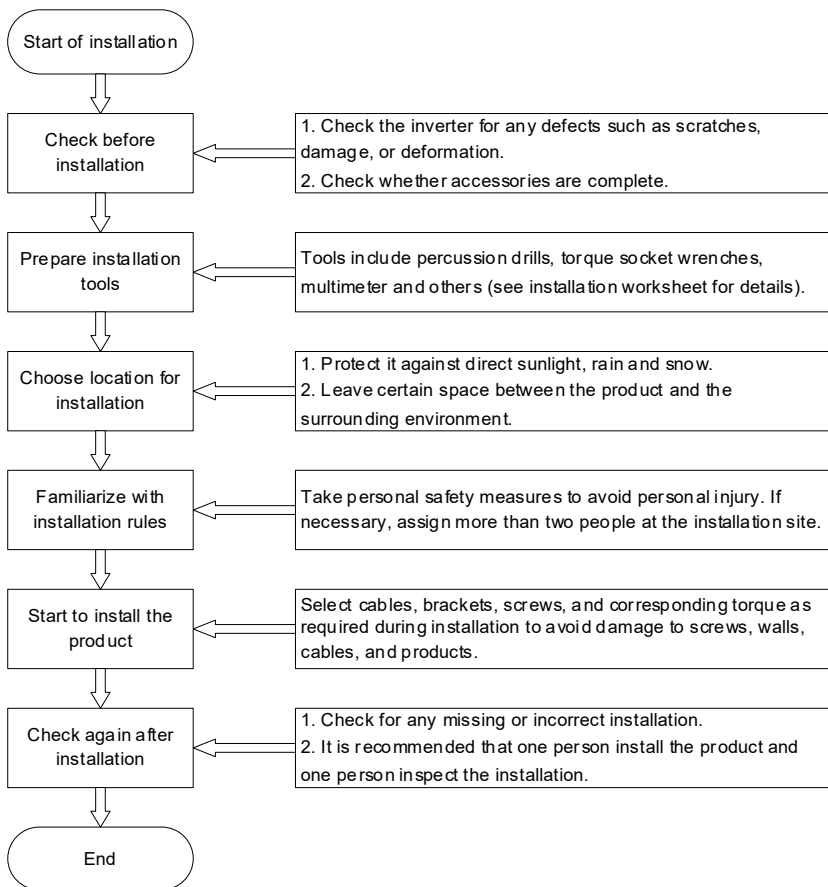 Start of installation
Check before
installation
1. Check the inverter for any defects such as scratches,
damage, or deformation.
2. Check whether accessories are complete.
Prepare installation
tools
Tools include percussion drills, torque socket wrenches,
multimeter and others (see installation worksheet for details).
Choose location for
installation
1. Protect it against direct sunlight, rain and snow.
2. Leave certain space between the product and the
surrounding environment.
Familiarize with
installation rules
Take personal safety measures to avoid personal injury. If
necessary, assign more than two people at the installation site.
Start to install the
product
Select cables, brackets, screws, and corresponding torque as
required during installation to avoid damage to screws, walls,
cables, and products.
Check again after
installation
1. Check for any missing or incorrect installation.
2. It is recommended that one person install the product and
one person inspect the installation.
End